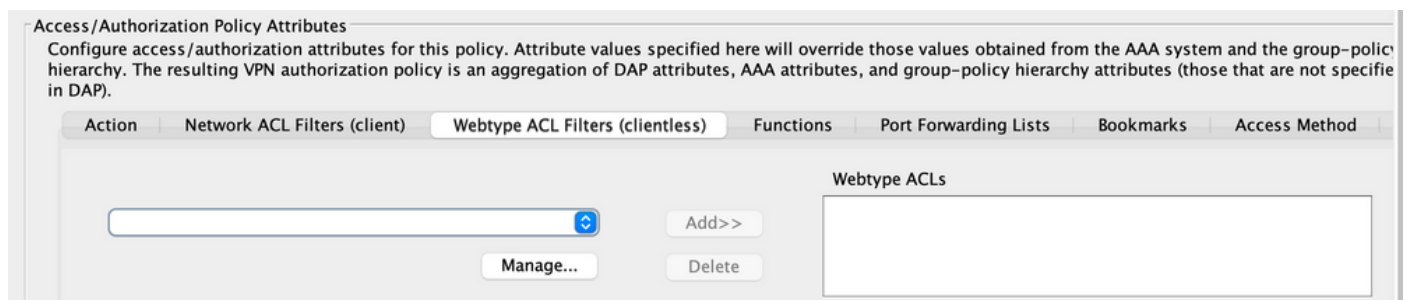 Access/Authorization Policy Attributes
Configure access/authorization attributes for this policy. Attribute values specified here will override those values obtained from the AAA system and the group-policy
hierarchy. The resulting VPN authorization policy is an aggregation of DAP attributes, AAA attributes, and group-policy hierarchy attributes (those that are not specifie
in DAP).
Action Network ACL Filters (client) Webtype ACL Filters (clientless) Functions Port Forwarding Lists Bookmarks Access Method
Webtype ACLs
Add>>
Manage... Delete